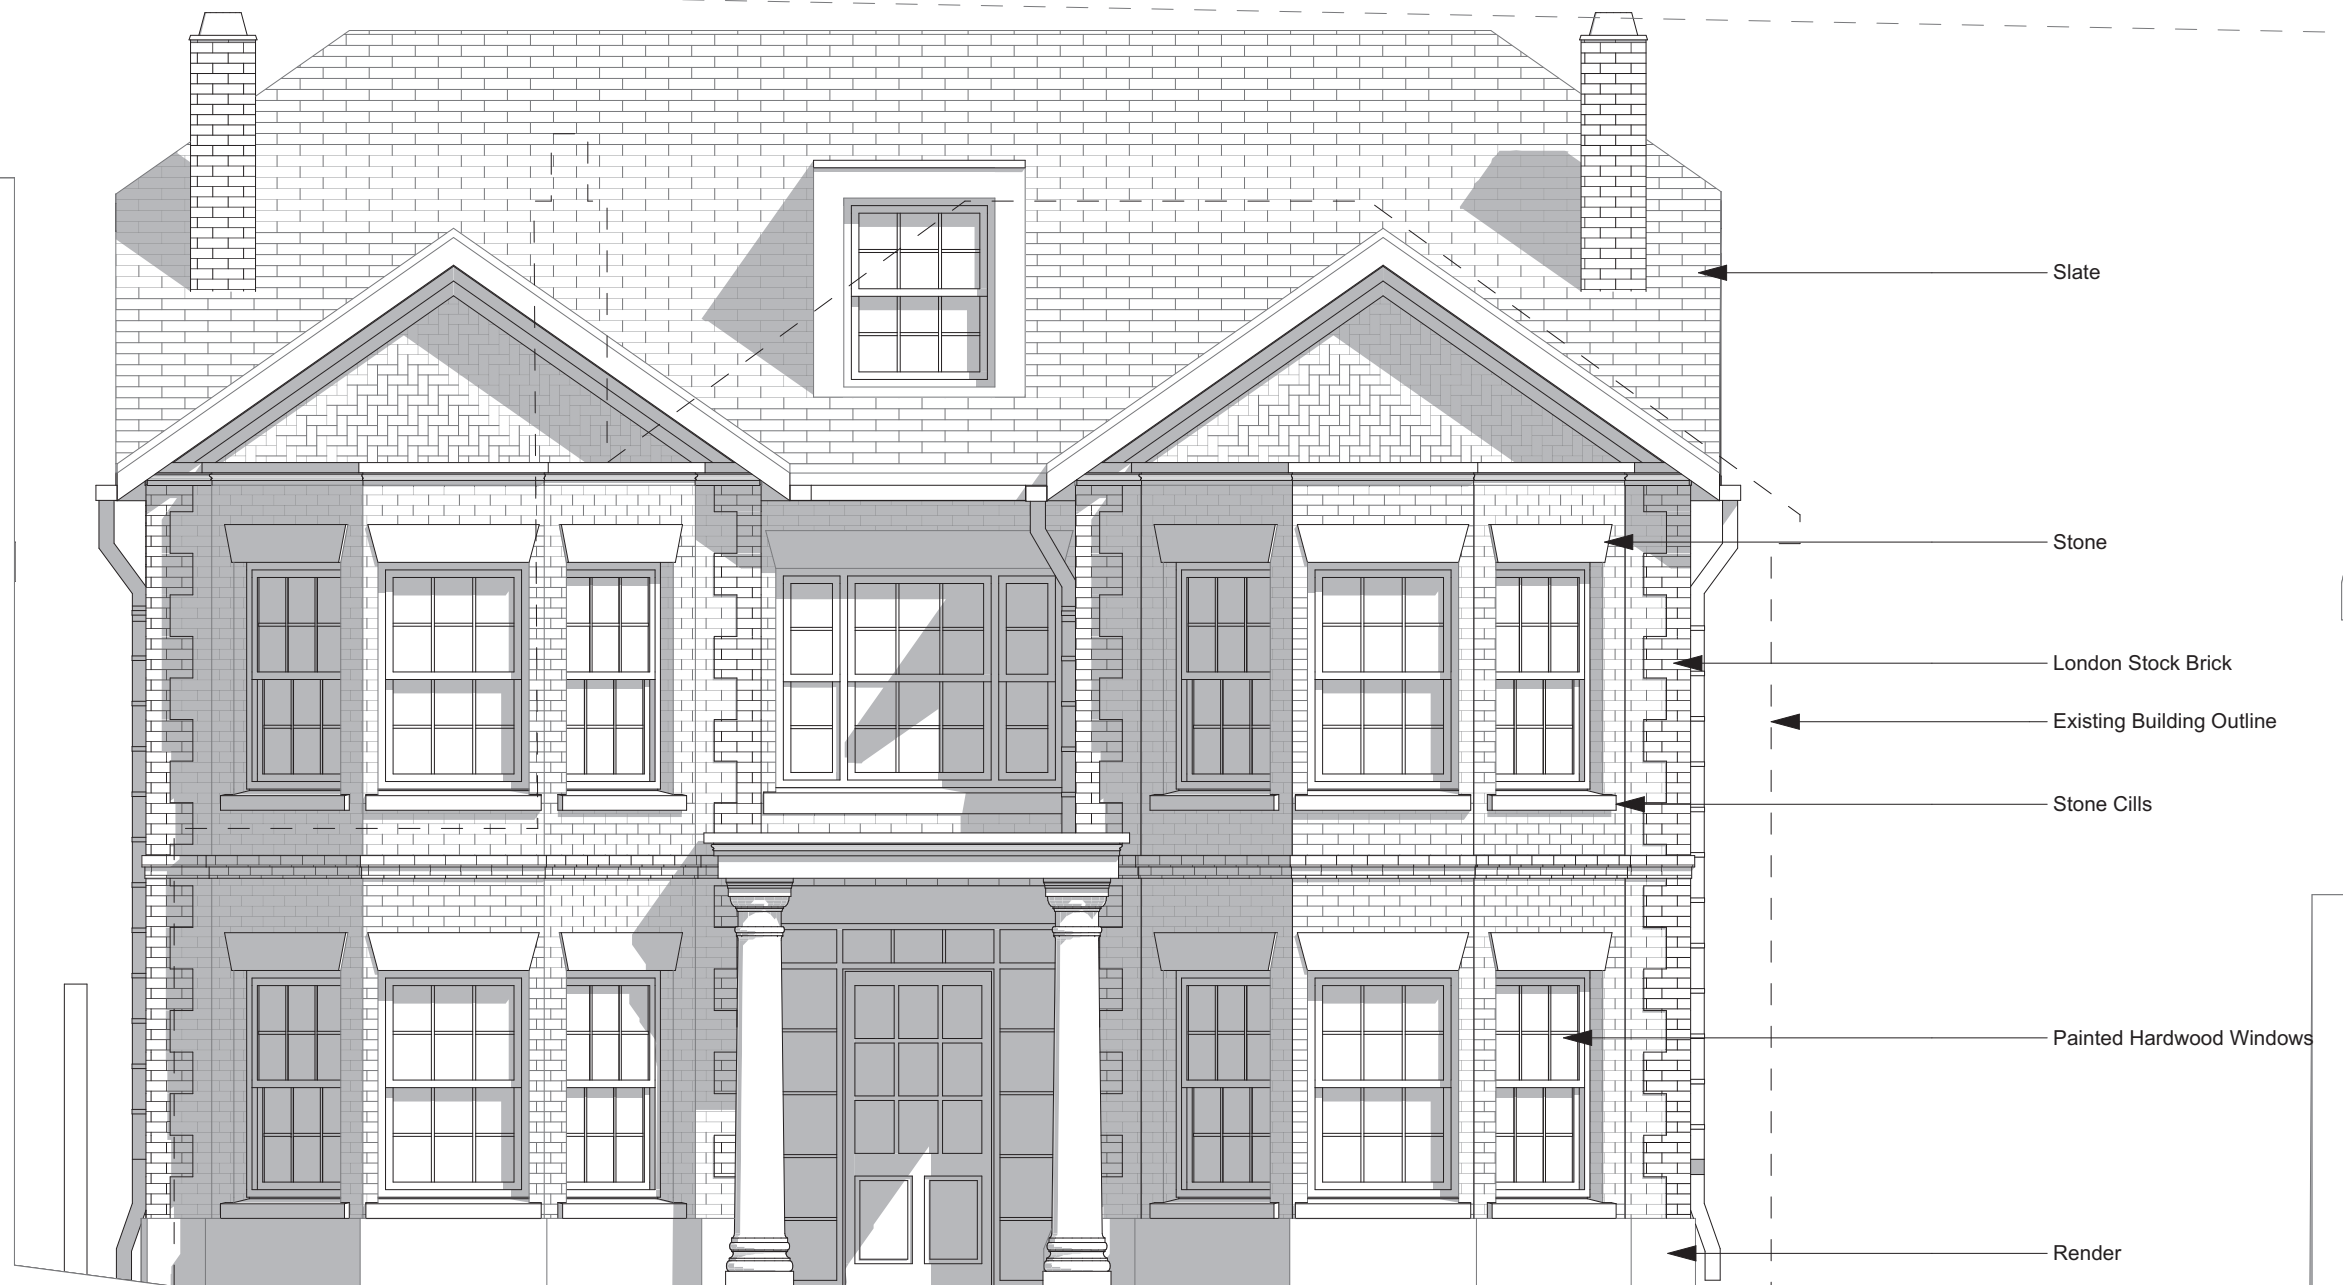 Slate
Stone
London Stock Brick
Existing Building Outline
Stone Cills
Painted Hardwood Windows
Render